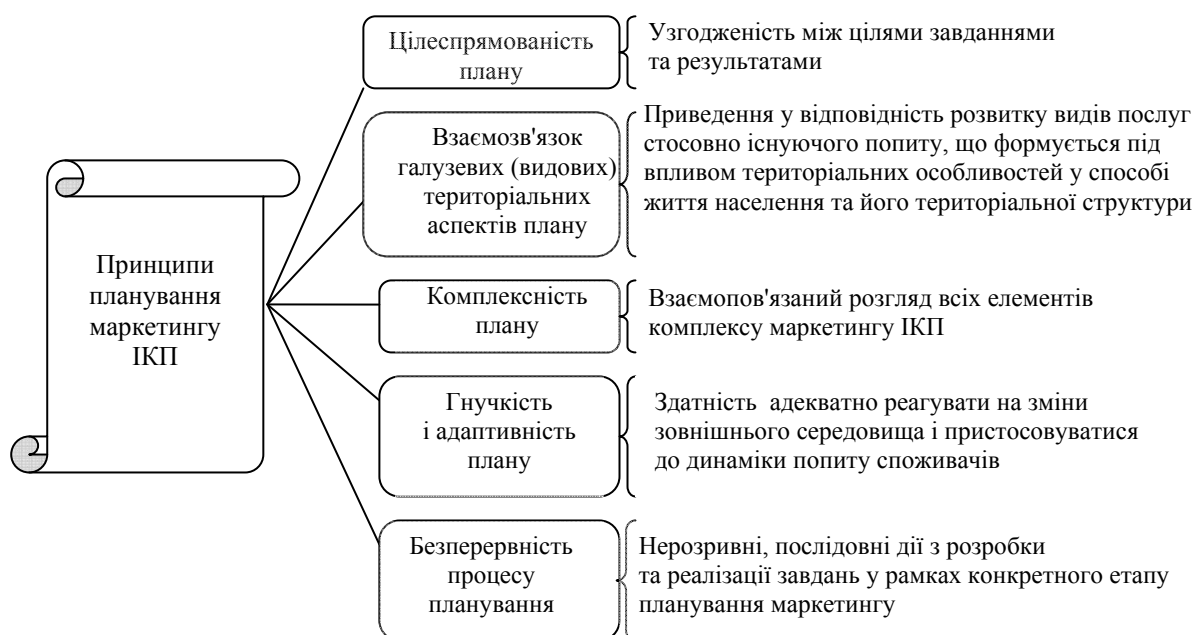 Принципи
планування
маркетингу
ІКП
Цілеспрямованість
плану
Узгодженість між цілями завданнями
та результатами
Взаємозв'язок
галузевих (видових)
територіальних
аспектів плану
Приведення у відповідність розвитку видів послуг
стосовно існуючого попиту, що формується під
впливом територіальних особливостей у способі
життя населення та його територіальної структури
Комплексність
плану
Взаємопов'язаний розгляд всіх елементів
комплексу маркетингу ІКП
Гнучкість
і адаптивність
плану
Здатність адекватно реагувати на зміни
зовнішнього середовища і пристосовуватися
до динаміки попиту споживачів
Безперервність
процесу
планування
Нерозривні, послідовні дії з розробки
та реалізації завдань у рамках конкретного етапу
планування маркетингу